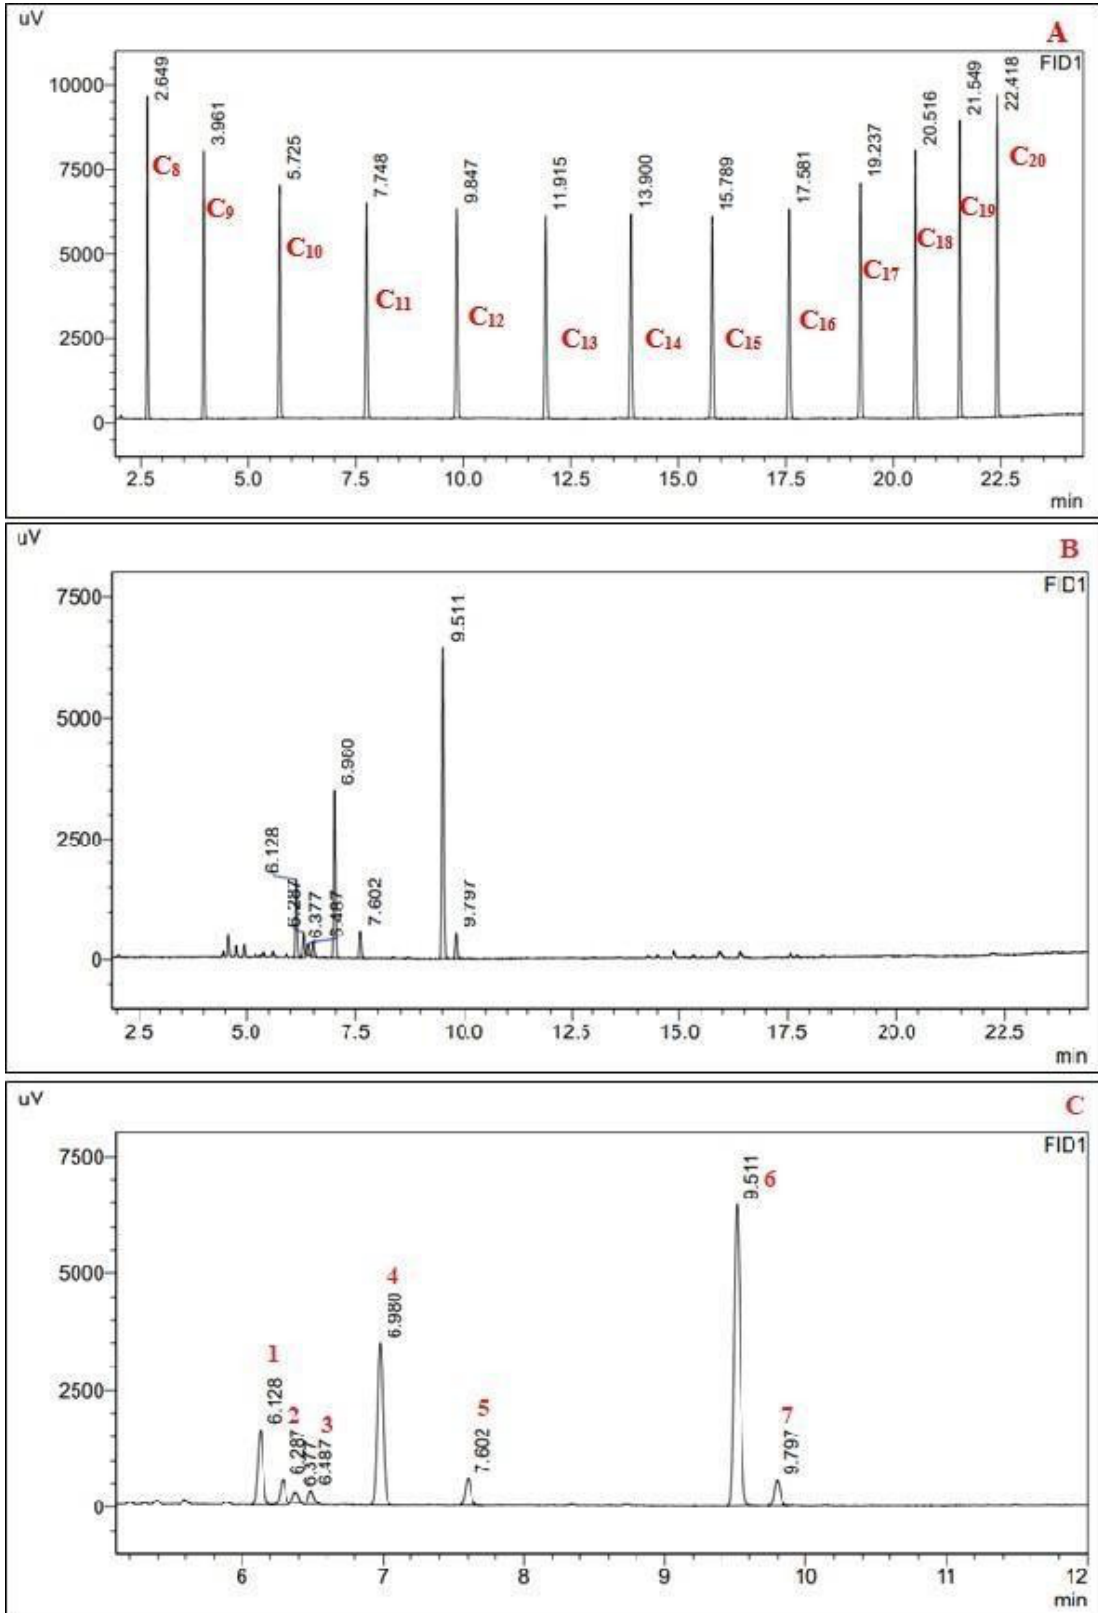 uV
A
FID1
10000
7500
5000
2500
0
2.649
3.961
5.725
7.748
9.847
11.915
13.900
15.789
17.581
19.237
20.516
21.549
22.418
C8
C9
C10
C11
C12
C13
C14
C15
C16
C17
C18
C19
C20
2.5 5.0 7.5 10.0 12.5 15.0 17.5 20.0 22.5
min
uV
B
FID1
7500
5000
2500
0
6.128
6.287
6.377
6.487
6.980
7.602
9.511
9.797
2.5 5.0 7.5 10.0 12.5 15.0 17.5 20.0 22.5
min
uV
C
FID1
7500
5000
2500
0
1
6.128
2
6.287
6.377
3
6.487
4
6.980
5
7.602
6
9.511
7
9.797
6 7 8 9 10 11 12
min